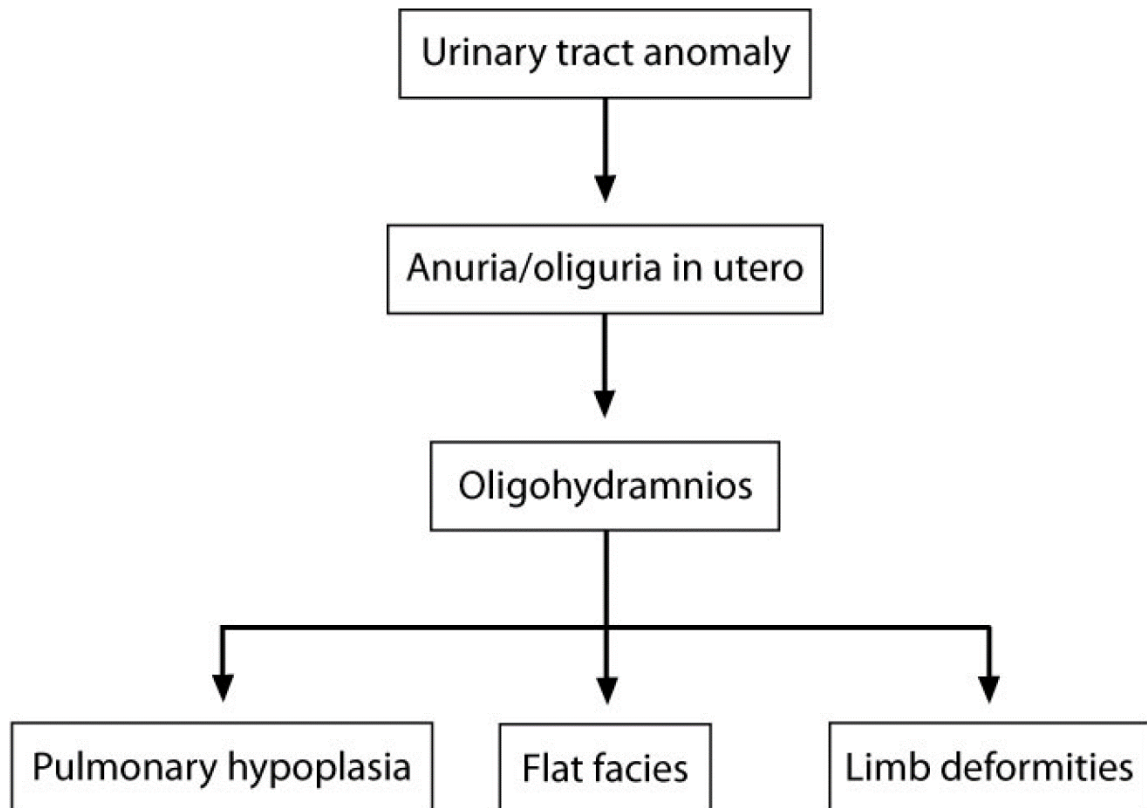 Urinary tract anomaly
Anuria/oliguria in utero
Oligohydramnios
Pulmonary hypoplasia
Flat facies
Limb deformities